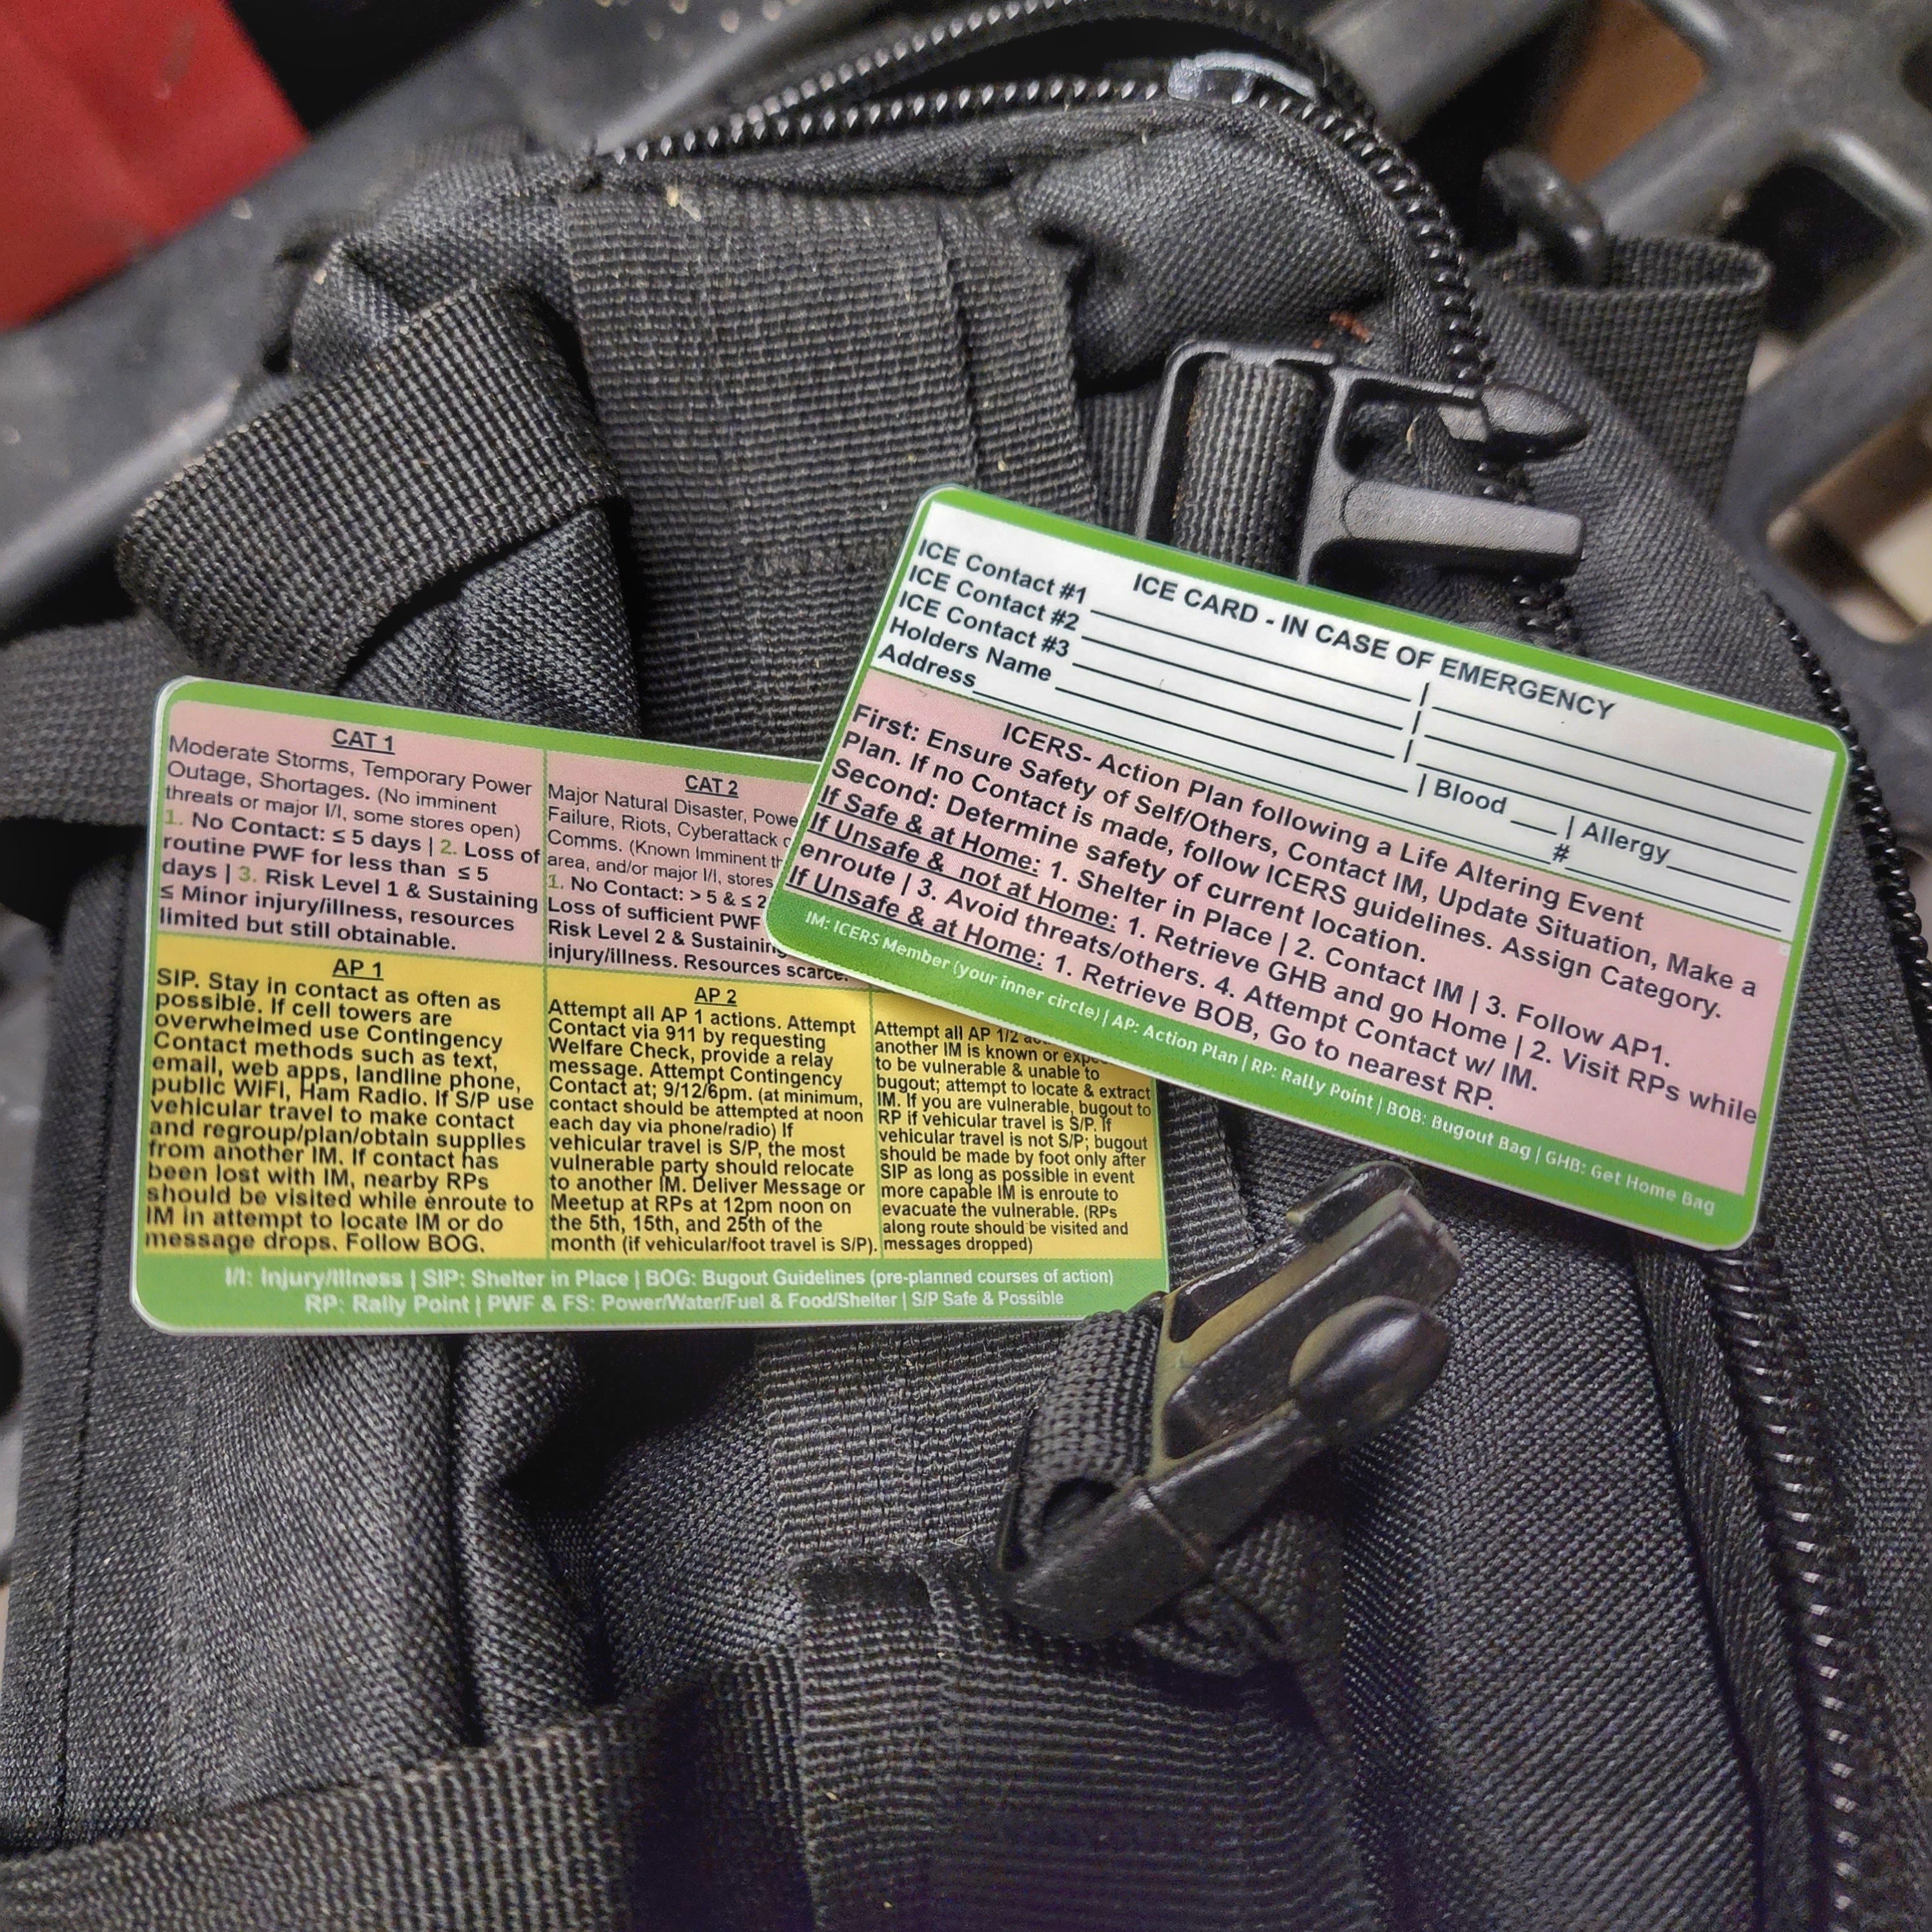 CAT 1
Moderate Storms, Temporary Power
Outage, Shortages. (No imminent
threats or major I/I, some stores open)
1. No Contact: ≤ 5 days | 2. Loss of
routine PWF for less than ≤ 5
days | 3. Risk Level 1 & Sustaining
≤ Minor injury/illness, resources
limited but still obtainable.
CAT 2
Major Natural Disaster,
Failure, Riots, Cyberattack
Comms. (Known Imminent
area, and/or major I/I, stores
1. No Contact: > 5 & ≤
Loss of sufficient PWF
Risk Level 2 &
injury/illness. Resources scarce.
AP 1
SIP. Stay in contact as often as
possible. If cell towers are
overwhelmed use Contingency
Contact methods such as text,
email, web apps, landline phone,
public WiFi, Ham Radio. If S/P use
vehicular travel to make contact
and regroup/plan/obtain supplies
from another IM. If contact has
been lost with IM, nearby RPs
should be visited while enroute to
IM in attempt to locate IM or do
message drops. Follow BOG.
AP 2
Attempt all AP 1 actions. Attempt
Contact via 911 by requesting
Welfare Check, provide a relay
message. Attempt Contingency
Contact at; 9/12/6pm. (at minimum,
contact should be attempted at noon
each day via phone/radio) If
vehicular travel is S/P, the most
vulnerable party should relocate
to another IM. Deliver Message or
Meetup at RPs at 12pm noon on
the 5th, 15th, and 25th of the
month (if vehicular/foot travel is S/P).
Attempt all AP 1/2
another IM is known or
to be vulnerable & unable to
bugout; attempt to locate & extract
IM. If you are vulnerable, bugout to
RP if vehicular travel is S/P. If
vehicular travel is not S/P; bugout
should be made by foot only after
SIP as long as possible in event
more capable IM is enroute to
evacuate the vulnerable. (RPs
along route should be visited and
messages dropped)
I/I: Injury/Illness | SIP: Shelter in Place | BOG: Bugout Guidelines (pre-planned courses of action)
RP: Rally Point | PWF & FS: Power/Water/Fuel & Food/Shelter | S/P Safe & Possible
ICE CARD - IN CASE OF EMERGENCY
ICE Contact #1 ____ | ____
ICE Contact #2 ____ | ____
ICE Contact #3 ____ | ____
Holders Name ____ | Blood ___ | Allergy____
Address____ #____
ICERS- Action Plan following a Life Altering Event
First: Ensure Safety of Self/Others, Contact IM, Update Situation, Make a
Plan. If no Contact is made, follow ICERS guidelines. Assign Category.
Second: Determine safety of current location.
If Safe & at Home: 1. Shelter in Place | 2. Contact IM | 3. Follow AP1.
If Unsafe & not at Home: 1. Retrieve GHB and go Home | 2. Visit RPs while
enroute | 3. Avoid threats/others. 4. Attempt Contact w/ IM.
If Unsafe & at Home: 1. Retrieve BOB, Go to nearest RP.
IM: ICERS Member (your inner circle) | AP: Action Plan | RP: Rally Point | BOB: Bugout Bag | GHB: Get Home Bag